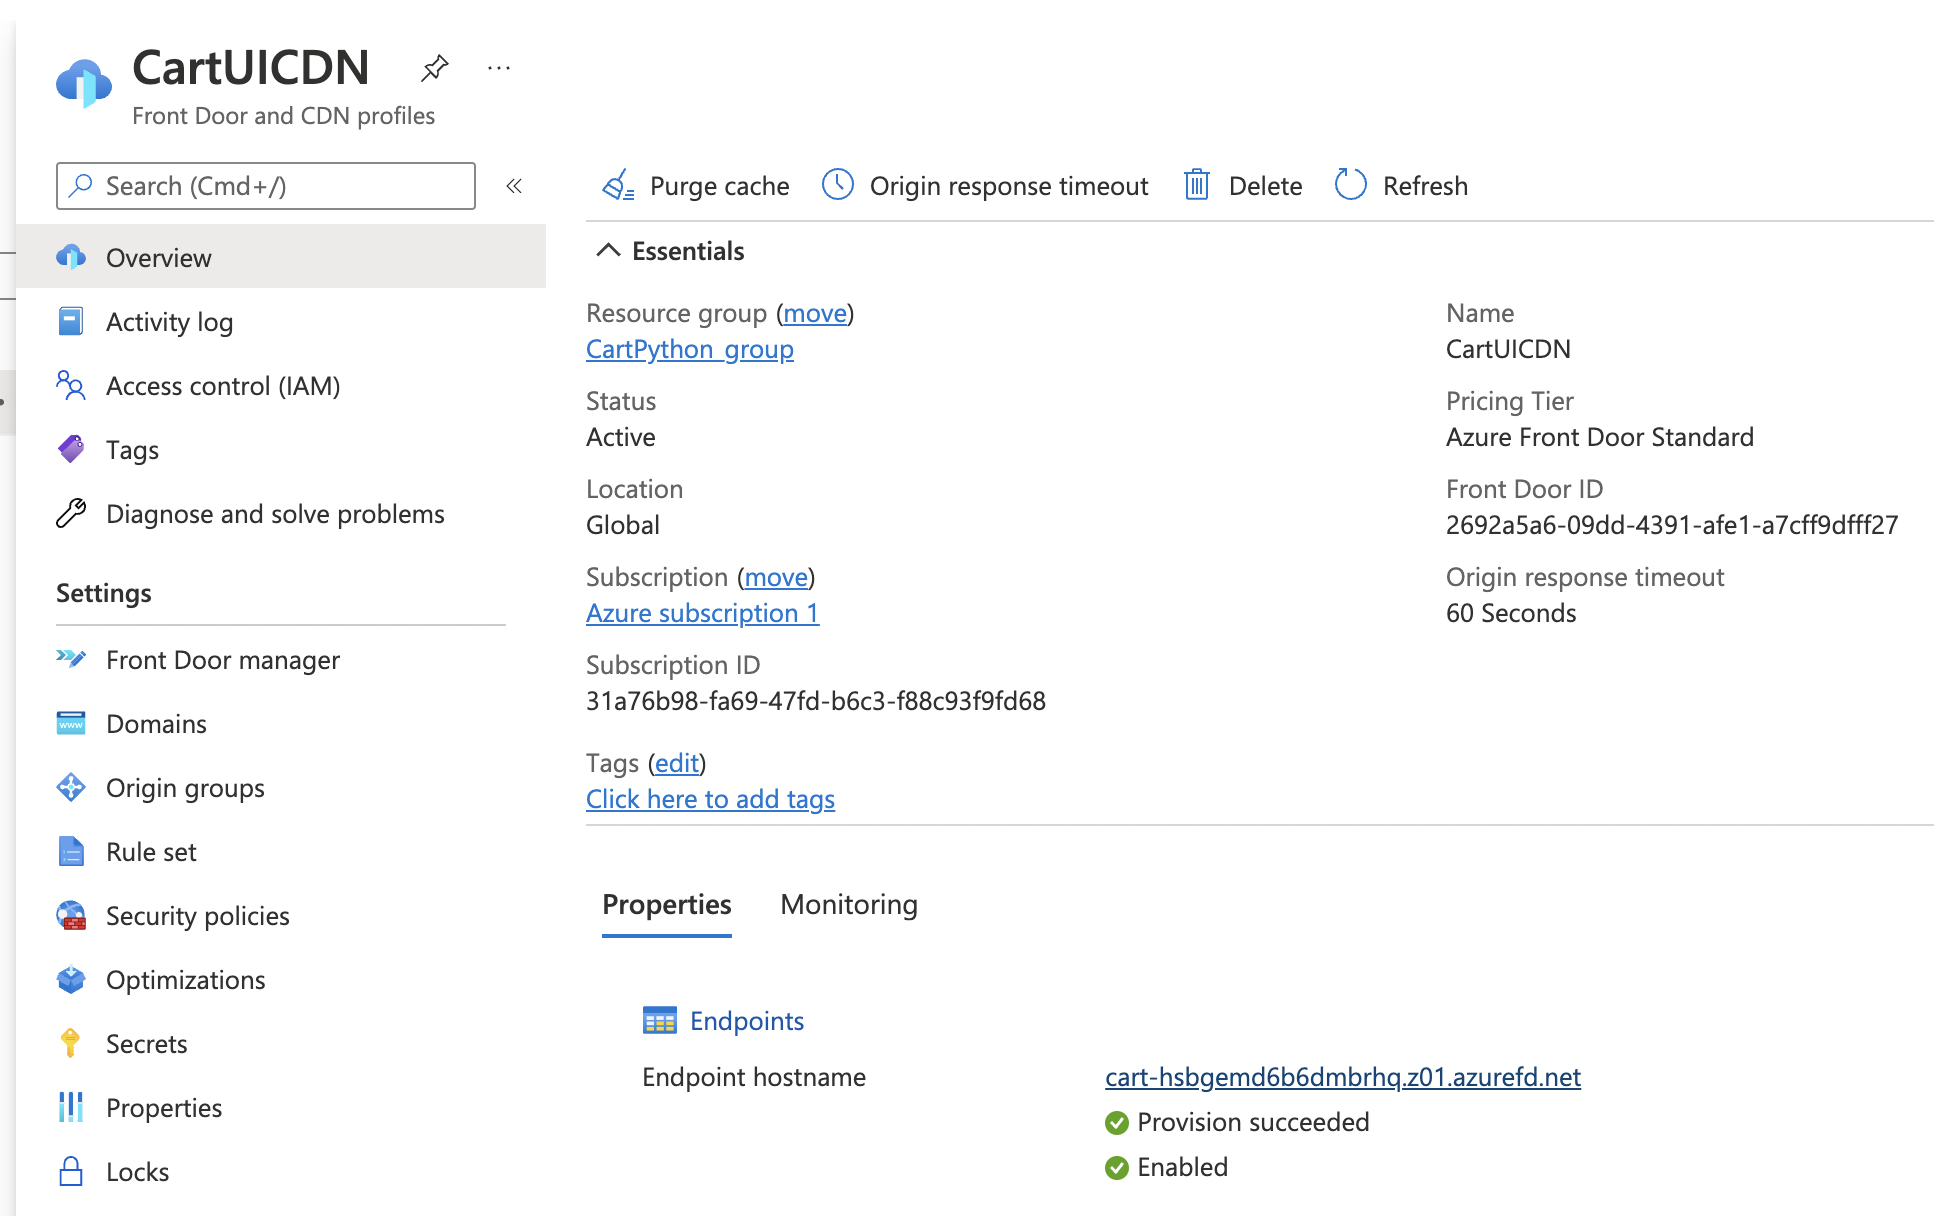 CartUICDN
Front Door and CDN profiles
Search (Cmd+/)
Overview
Activity log
Access control (IAM)
Tags
Diagnose and solve problems
Settings
Front Door manager
Domains
Origin groups
Rule set
Security policies
Optimizations
Secrets
Properties
Locks
Purge cache
Origin response timeout
Delete
Refresh
Essentials
Resource group (move)
CartPython_group
Status
Active
Location
Global
Subscription (move)
Azure subscription 1
Subscription ID
31a76b98-fa69-47fd-b6c3-f88c93f9fd68
Tags (edit)
Click here to add tags
Name
CartUICDN
Pricing Tier
Azure Front Door Standard
Front Door ID
2692a5a6-09dd-4391-afe1-a7cff9dfff27
Origin response timeout
60 Seconds
Properties
Monitoring
Endpoints
Endpoint hostname
cart-hsbgemd6b6dmbrhq.z01.azurefd.net
Provision succeeded
Enabled